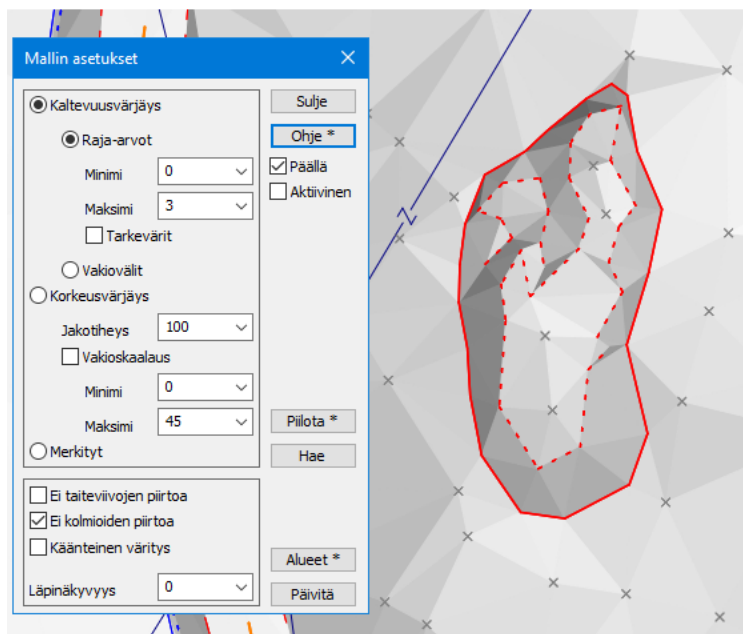 Mallin asetukset
Kaltevuusvärjäys
Sulje
Raja-arvot
Ohje *
Minimi 0
Päällä
Aktiivinen
Maksimi 3
Tarkevärit
Vakiovälit
Korkeusvärjäys
Jakotiheys 100
Vakioskaalaus
Minimi 0
Maksimi 45
Piilota *
Merkityt
Hae
Ei taiteviivojen piirtoa
Ei kolmioiden piirtoa
Käänteinen väritys
Alueet *
Läpinäkyvyys 0
Päivitä